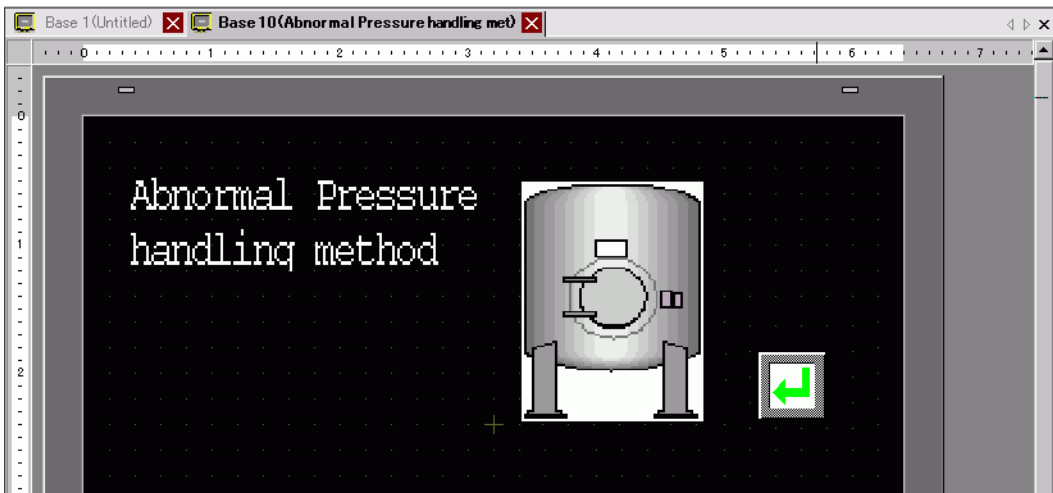 Base 1(Untitled) Base 10(Abnormal Pressure handling met)
0 1 2 3 4 5 6 7
0
1
2
Abnormal Pressure
handling method